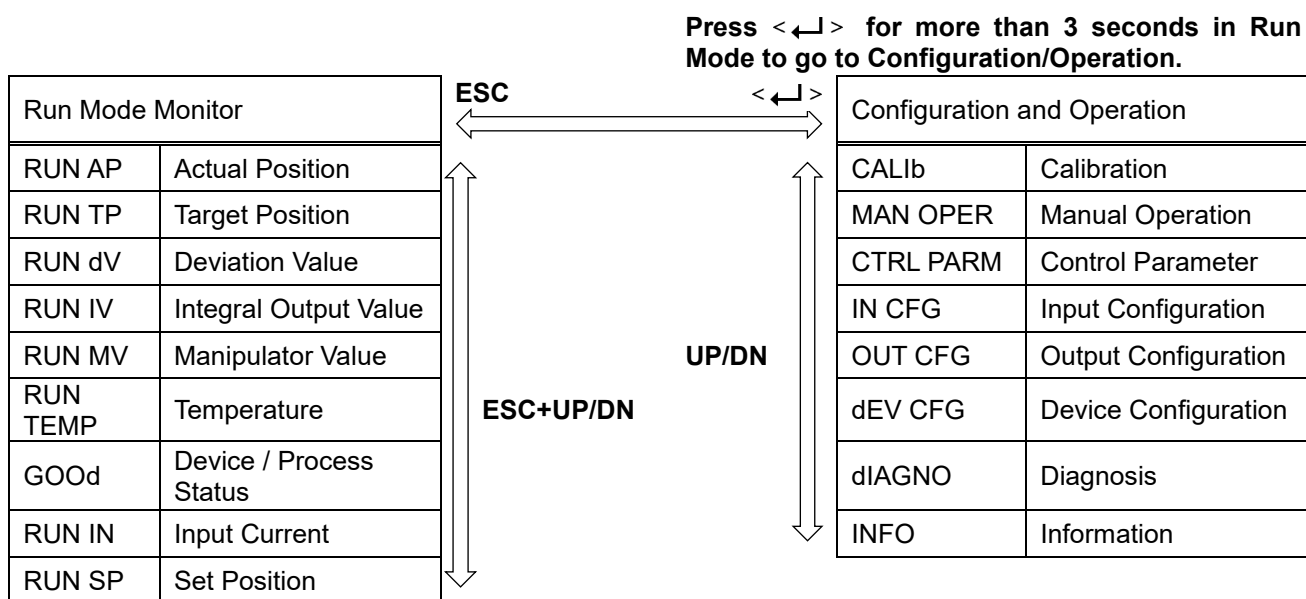 Press <↵> for more than 3 seconds in Run
Mode to go to Configuration/Operation.
ESC <↵>
Run Mode Monitor
RUN AP Actual Position
RUN TP Target Position
RUN dV Deviation Value
RUN IV Integral Output Value
RUN MV Manipulator Value
RUN
TEMP
Temperature
GOOd
Device / Process
Status
RUN IN Input Current
RUN SP Set Position
ESC+UP/DN
UP/DN
Configuration and Operation
CALIb Calibration
MAN OPER Manual Operation
CTRL PARM Control Parameter
IN CFG Input Configuration
OUT CFG Output Configuration
dEV CFG Device Configuration
dIAGNO Diagnosis
INFO Information